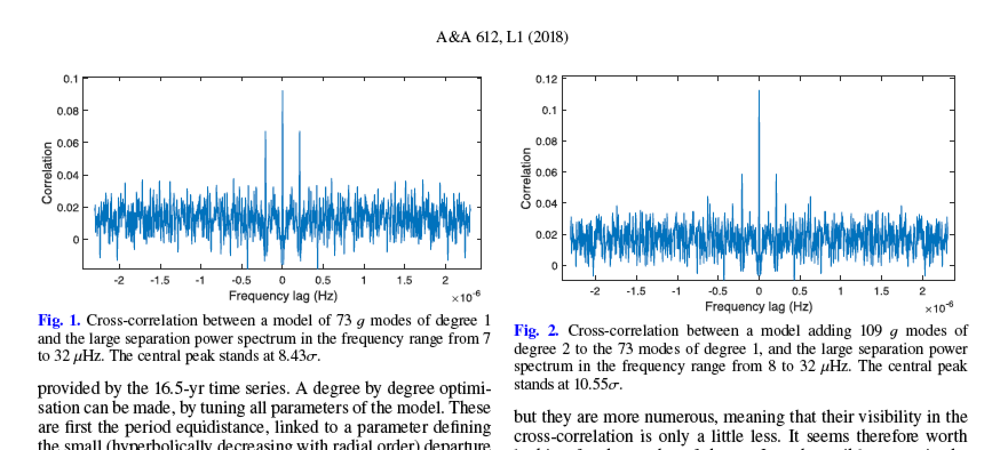 A&A 612, L1 (2018)
0.1
0.08
0.06
0.04
0.02
0
Correlation
-2 -1.5 -1 -0.5 0 0.5 1 1.5 2
Frequency lag (Hz)
×10-6
Fig. 1. Cross-correlation between a model of 73 g modes of degree 1
and the large separation power spectrum in the frequency range from 7
to 32 μHz. The central peak stands at 8.43σ.
provided by the 16.5-yr time series. A degree by degree optimi-
sation can be made, by tuning all parameters of the model. These
are first the period equidistance, linked to a parameter defining
the small (hyperbolically decreasing with radial order) departure
0.12
0.1
0.08
0.06
0.04
0.02
0
Correlation
-2 -1.5 -1 -0.5 0 0.5 1 1.5 2
Frequency lag (Hz)
×10-6
Fig. 2. Cross-correlation between a model adding 109 g modes of
degree 2 to the 73 modes of degree 1, and the large separation power
spectrum in the frequency range from 8 to 32 μHz. The central peak
stands at 10.55σ.
but they are more numerous, meaning that their visibility in the
cross-correlation is only a little less. It seems therefore worth